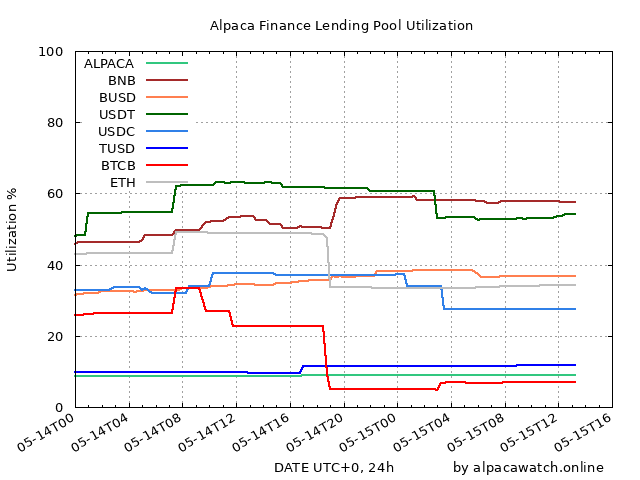 Alpaca Finance Lending Pool Utilization
100
80
60
40
20
0
Utilization %
ALPACA
BNB
BUSD
USDT
USDC
TUSD
BTCB
ETH
05-14T00
05-14T04
05-14T08
05-14T12
05-14T16
05-14T20
05-15T00
05-15T04
05-15T08
05-15T12
05-15T16
DATE UTC+0, 24h
by alpacawatch.online